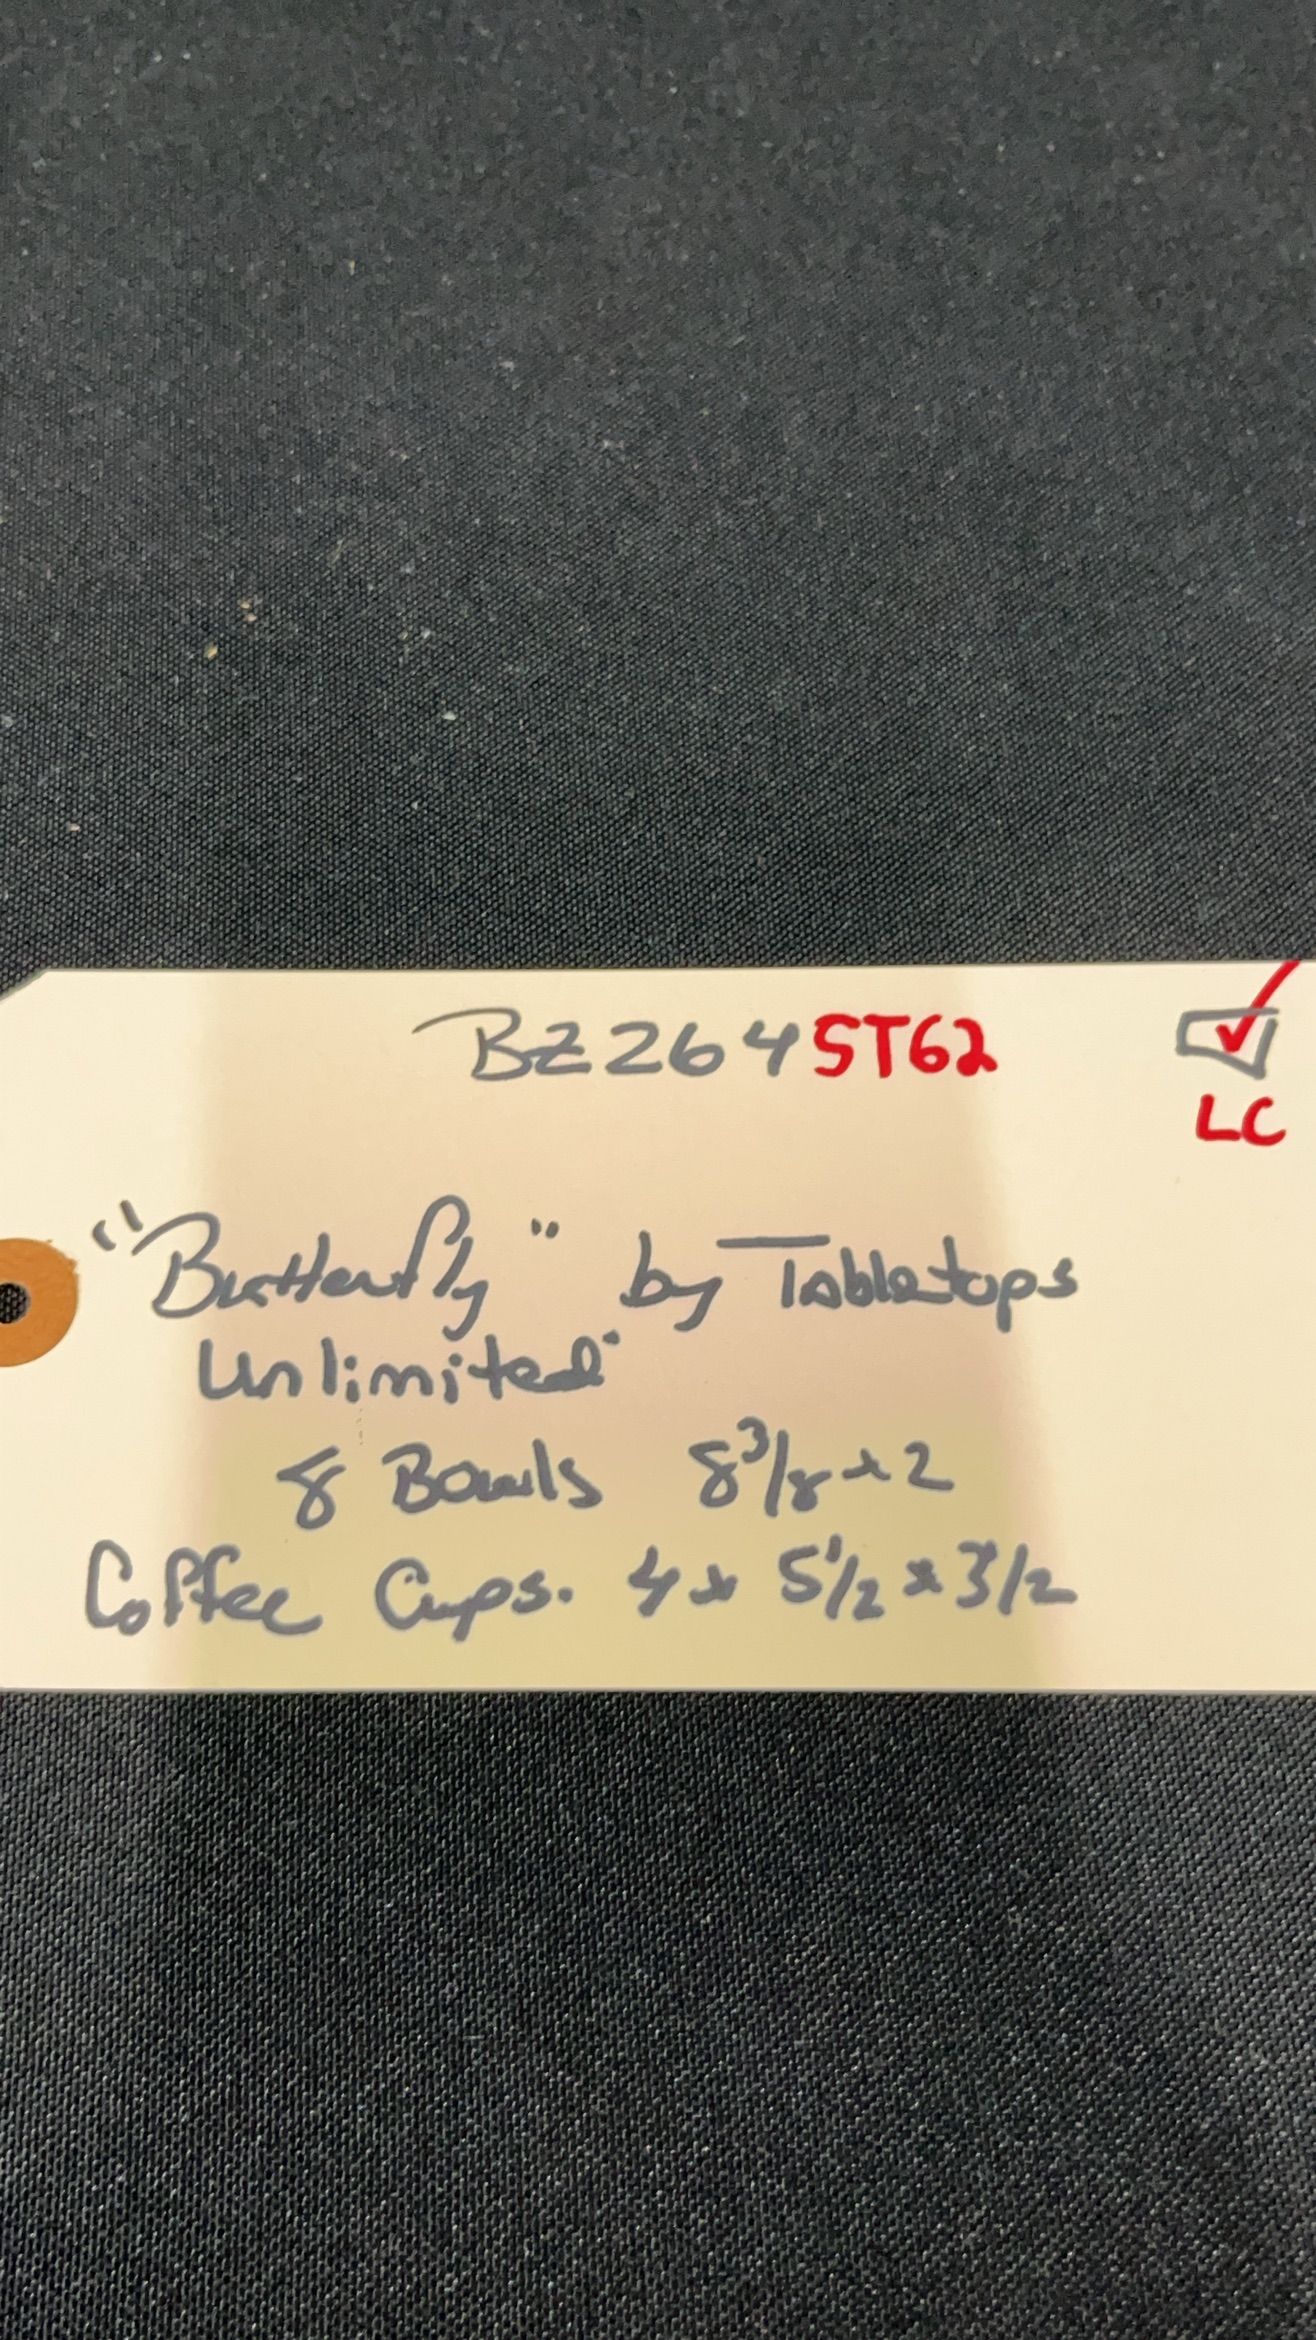 BZ264ST62
LC
"Butterfly" by Tabletops
Unlimited
8 Bowls 8 3/8 x 2
Coffee Cups. 4 x 5 1/2 x 3 1/2